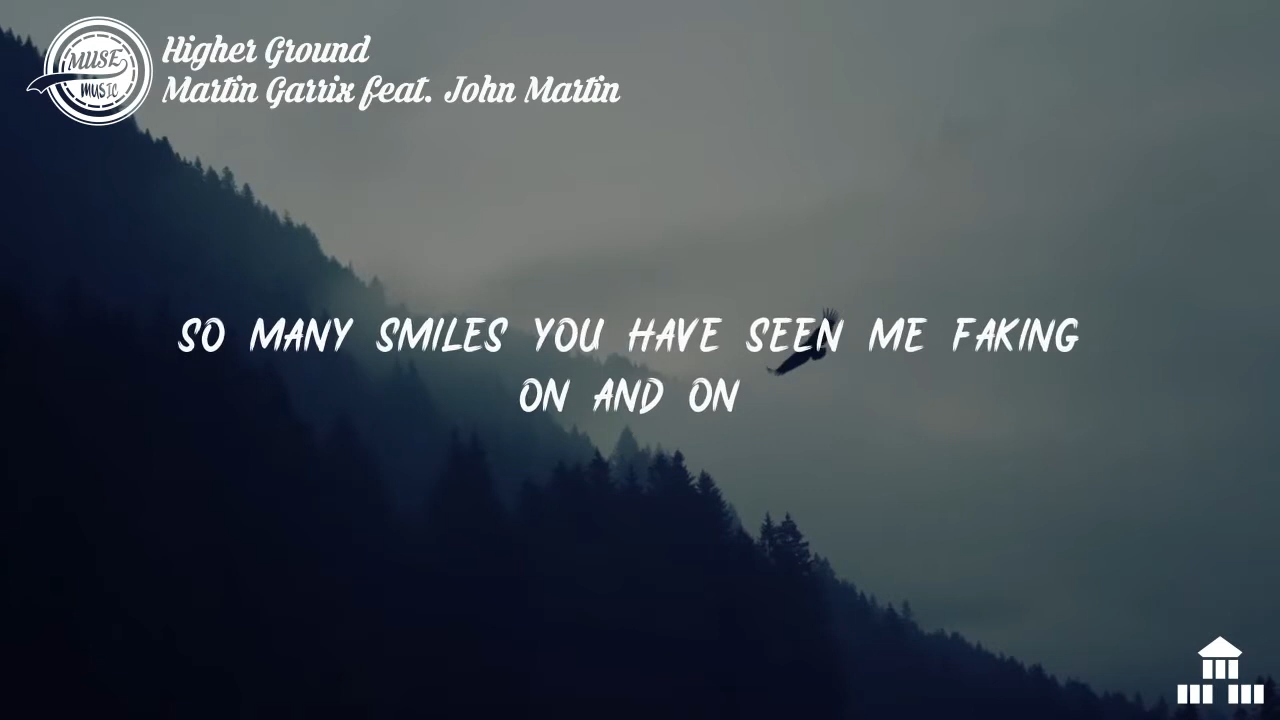 MUSE
MUSIC
Higher Ground
Martin Garrix feat. John Martin
SO MANY SMILES YOU HAVE SEEN ME FAKING
ON AND ON